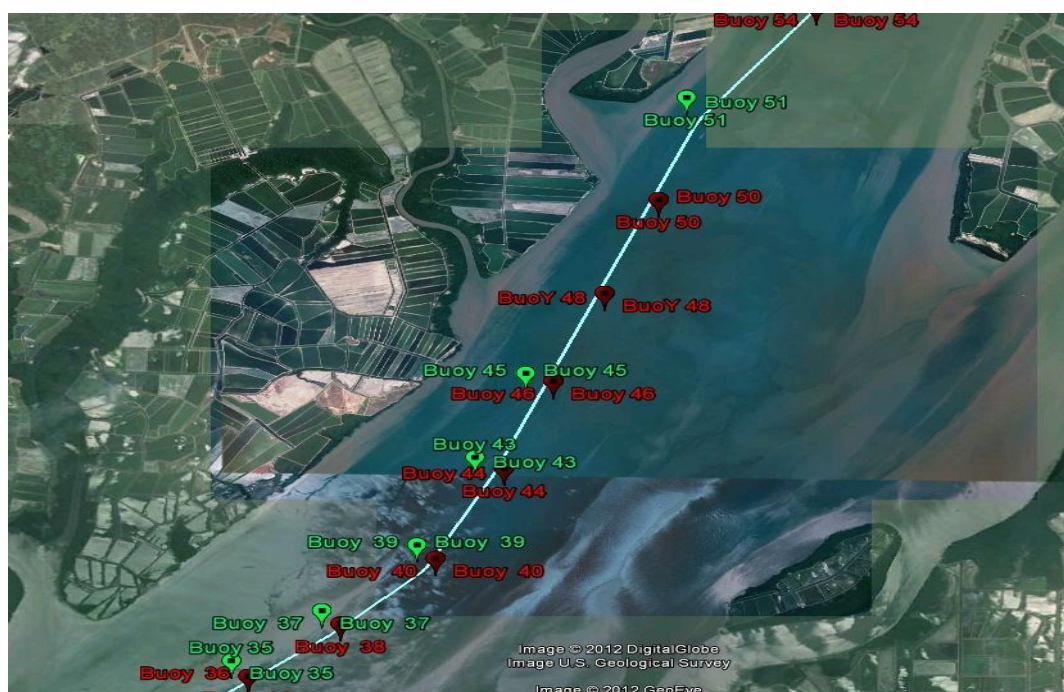 Buoy 54 Buoy 54
Buoy 51
Buoy 51
Buoy 50
Buoy 50
BuoY 48
BuoY 48
Buoy 45 Buoy 45
Buoy 46 Buoy 46
Buoy 43
Buoy 43
Buoy 44
Buoy 44
Buoy 39 Buoy 39
Buoy 40 Buoy 40
Buoy 37 Buoy 37
Buoy 38
Buoy 35
Buoy 36 Buoy 35
Image © 2012 DigitalGlobe
Image U.S. Geological Survey
Image © 2012 GeoEye